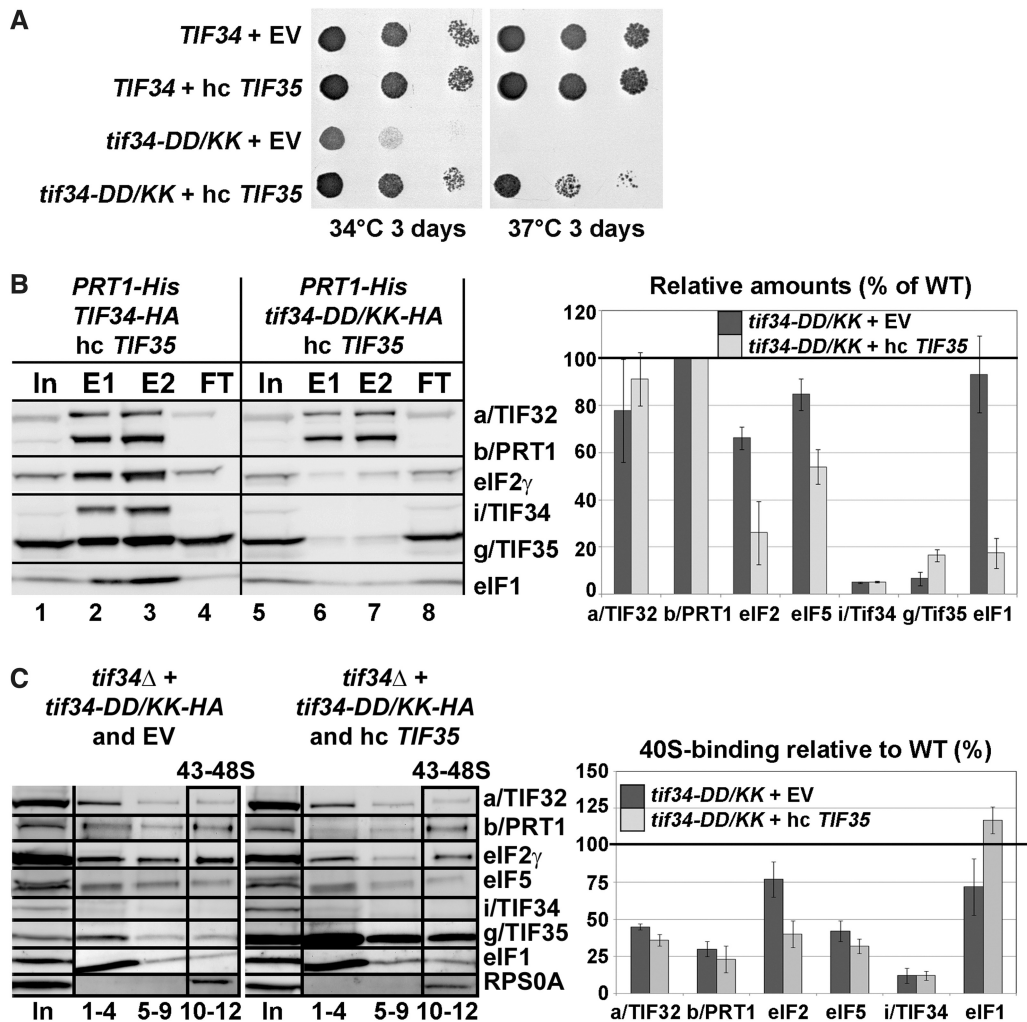 A
TIF34 + EV
TIF34 + hc TIF35
tif34-DD/KK + EV
tif34-DD/KK + hc TIF35
34°C 3 days
37°C 3 days
B
PRT1-His
TIF34-HA
hc TIF35
PRT1-His
tif34-DD/KK-HA
hc TIF35
In E1 E2 FT In E1 E2 FT
a/TIF32
b/PRT1
eIF2γ
i/TIF34
g/TIF35
eIF1
1 2 3 4 5 6 7 8
Relative amounts (% of WT)
tif34-DD/KK + EV
tif34-DD/KK + hc TIF35
120
100
80
60
40
20
0
a/TIF32 b/PRT1 eIF2 eIF5 i/Tif34 g/Tif35 eIF1
C
tif34Δ +
tif34-DD/KK-HA
and EV
tif34Δ +
tif34-DD/KK-HA
and hc TIF35
43-48S
43-48S
a/TIF32
b/PRT1
eIF2γ
eIF5
i/TIF34
g/TIF35
eIF1
RPS0A
In 1-4 5-9 10-12 In 1-4 5-9 10-12
40S-binding relative to WT (%)
tif34-DD/KK + EV
tif34-DD/KK + hc TIF35
150
125
100
75
50
25
0
a/TIF32 b/PRT1 eIF2 eIF5 i/TIF34 eIF1